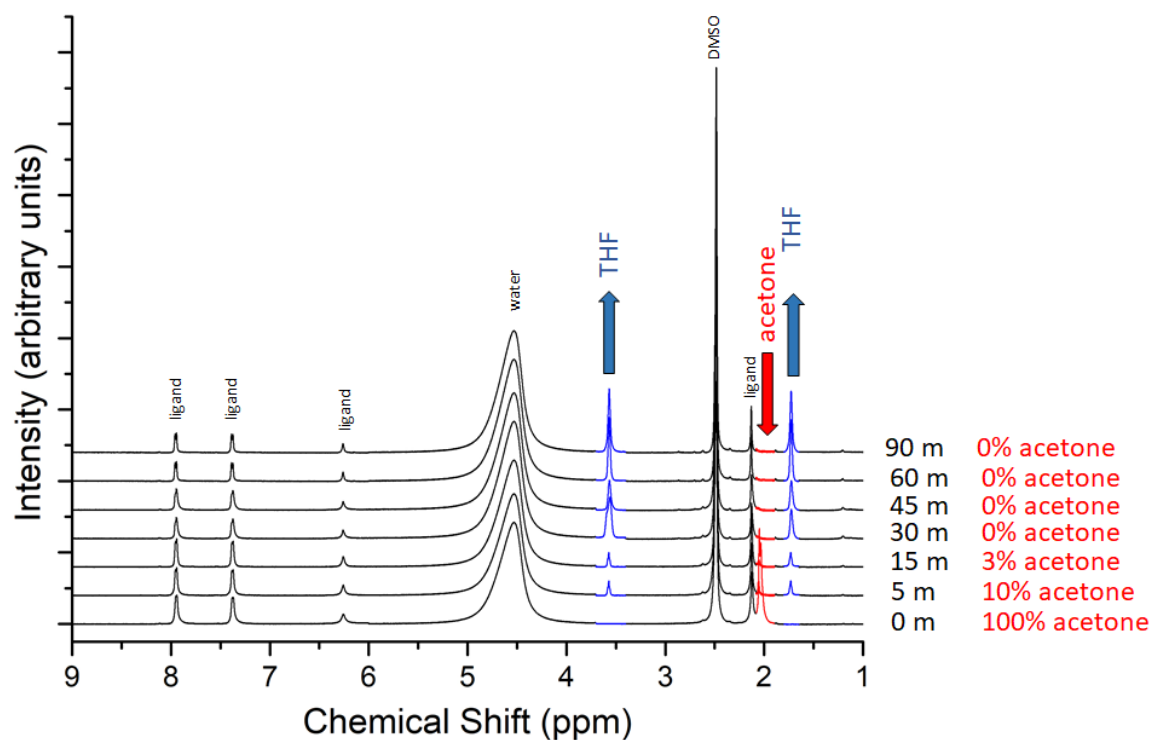 DMSO
THF
THF
acetone
water
ligand
ligand
ligand
ligand
Intensity (arbitrary units)
90 m 0% acetone
60 m 0% acetone
45 m 0% acetone
30 m 0% acetone
15 m 3% acetone
5 m 10% acetone
0 m 100% acetone
9 8 7 6 5 4 3 2 1
Chemical Shift (ppm)